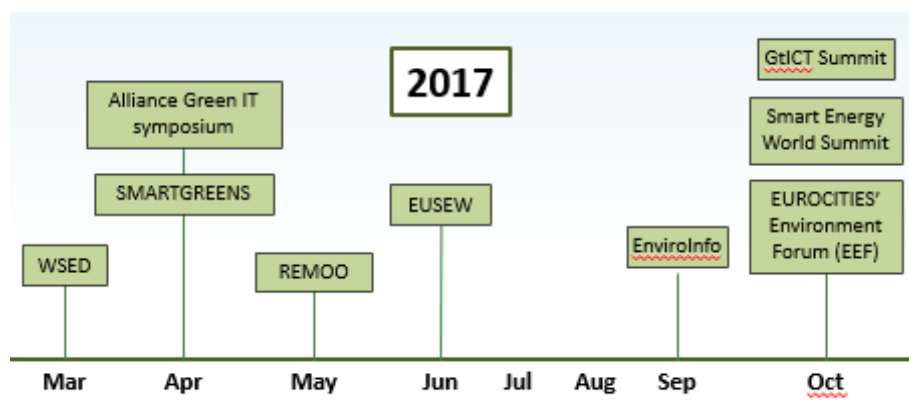 2017
GtICT Summit
Alliance Green IT
symposium
Smart Energy
World Summit
SMARTGREENS
EUSEW
EUROCITIES'
Environment
Forum (EEF)
WSED
REMOO
EnviroInfo
Mar Apr May Jun Jul Aug Sep Oct